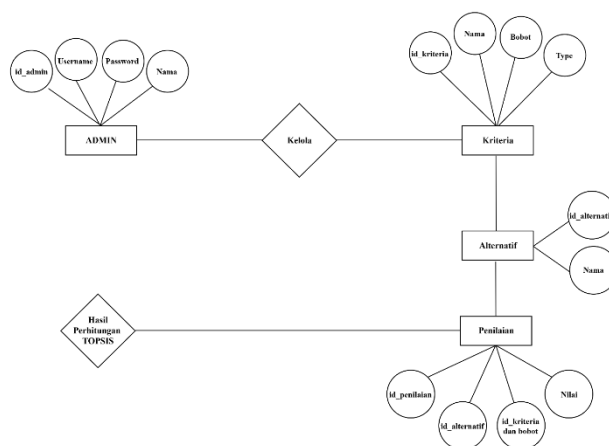 id_admin
Username
Password
Nama
id_kriteria
Nama
Bobot
Type
ADMIN
Kelola
Kriteria
id_alternatif
Alternatif
Nama
Hasil
Perhitungan
TOPSIS
Penilaian
id_penilaian
id_alternatif
id_kriteria
dan bobot
Nilai